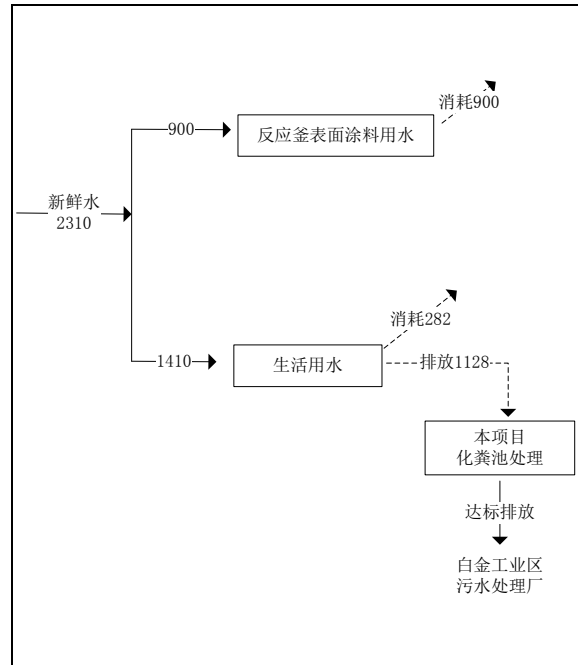 消耗900
900
反应釜表面涂料用水
新鲜水
2310
消耗282
1410
生活用水
排放1128
本项目
化粪池处理
达标排放
白金工业区
污水处理厂